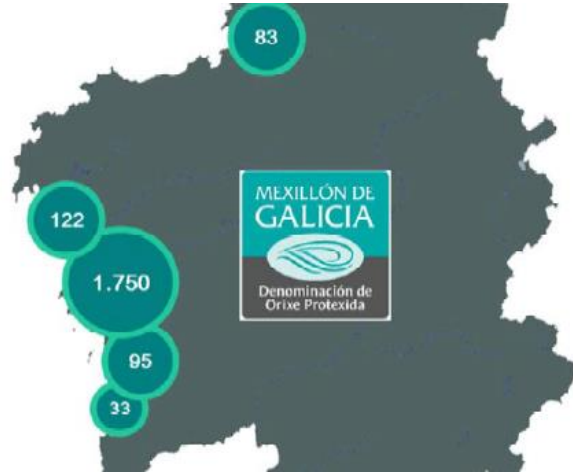 83
122
MEXILLÓN DE
GALICIA
1.750
Denominación de
Orixe Protexida
95
33